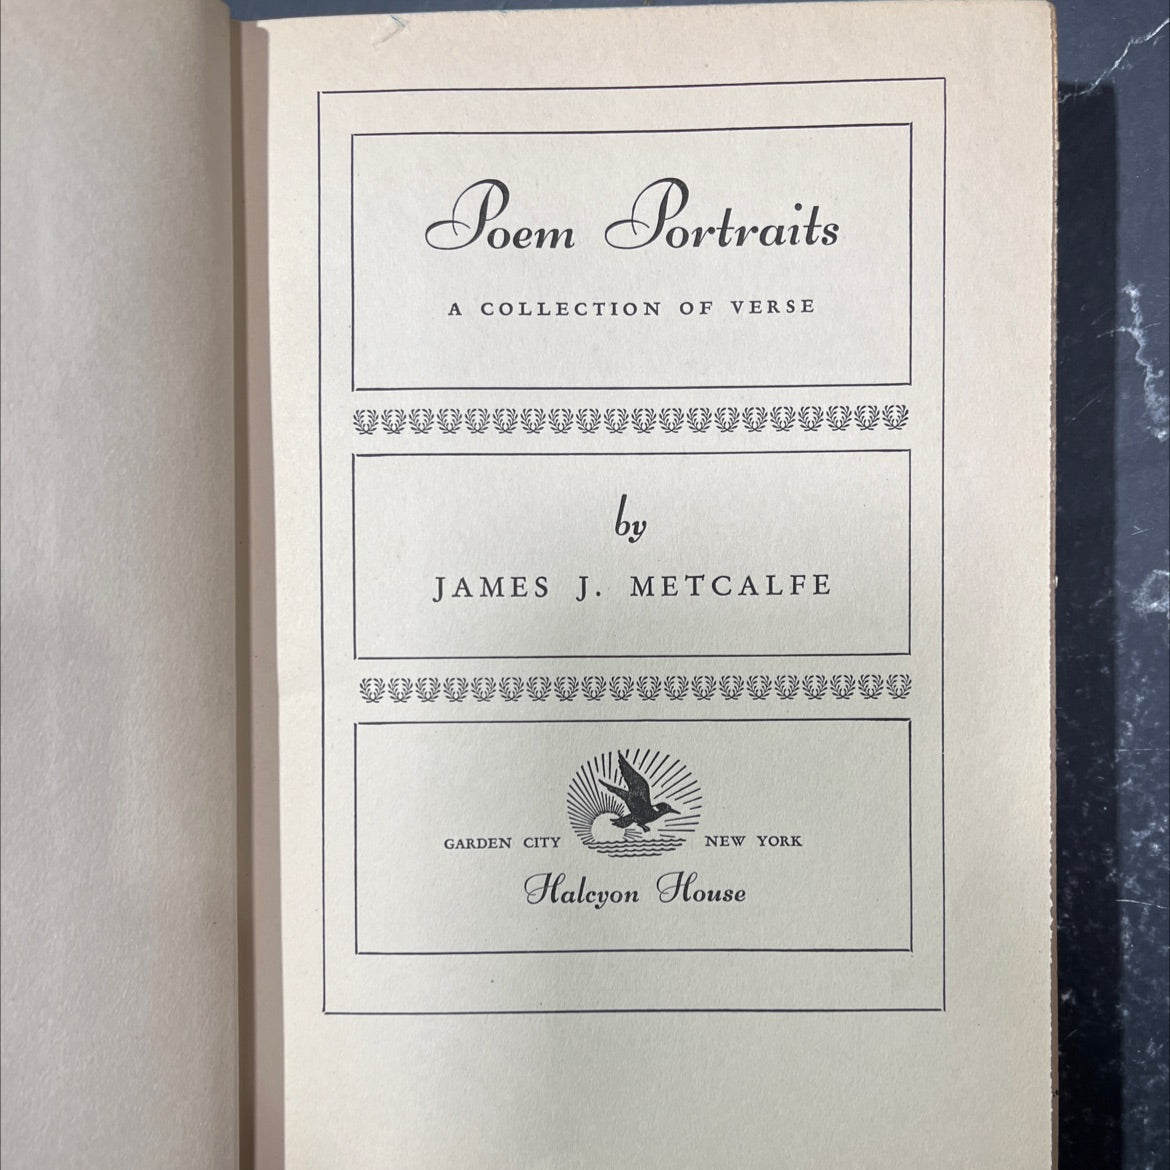 Poem Portraits
A COLLECTION OF VERSE
by
JAMES J. METCALFE
GARDEN CITY NEW YORK
Halcyon House